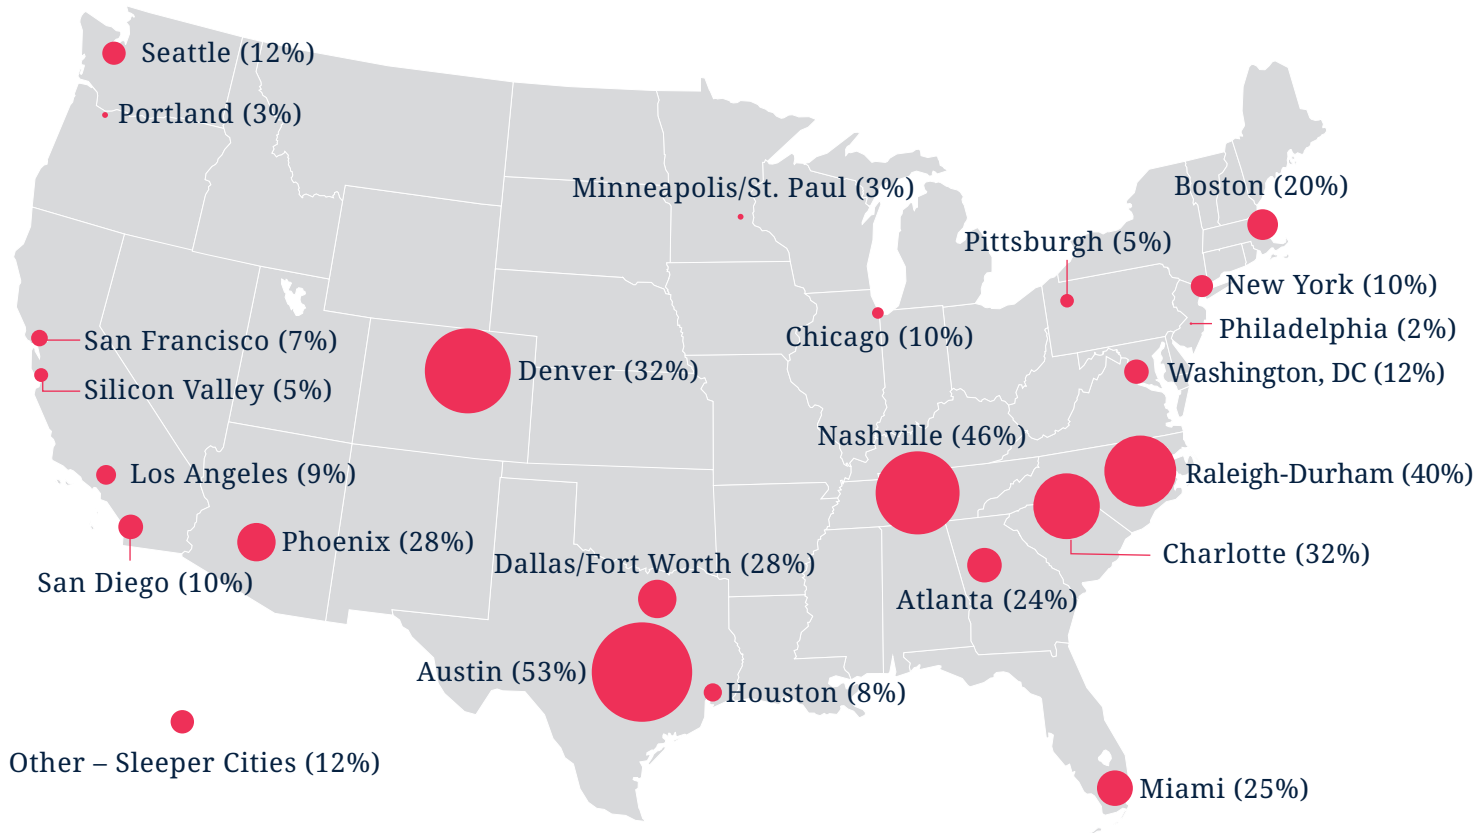 Seattle (12%)
Portland (3%)
Minneapolis/St. Paul (3%)
Boston (20%)
Pittsburgh (5%)
New York (10%)
Philadelphia (2%)
Chicago (10%)
San Francisco (7%)
Denver (32%)
Washington, DC (12%)
Silicon Valley (5%)
Nashville (46%)
Los Angeles (9%)
Raleigh-Durham (40%)
Phoenix (28%)
Charlotte (32%)
Dallas/Fort Worth (28%)
San Diego (10%)
Atlanta (24%)
Austin (53%)
Houston (8%)
Other – Sleeper Cities (12%)
Miami (25%)